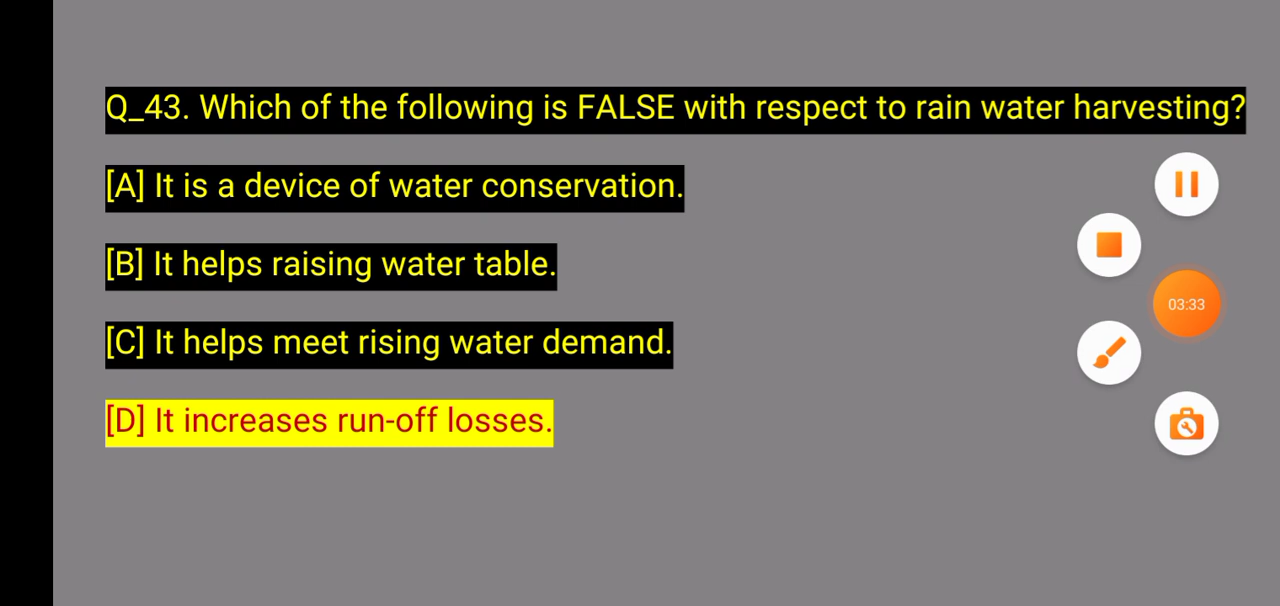 Q_43. Which of the following is FALSE with respect to rain water harvesting?
[A] It is a device of water conservation.
[B] It helps raising water table.
[C] It helps meet rising water demand.
[D] It increases run-off losses.
03:33